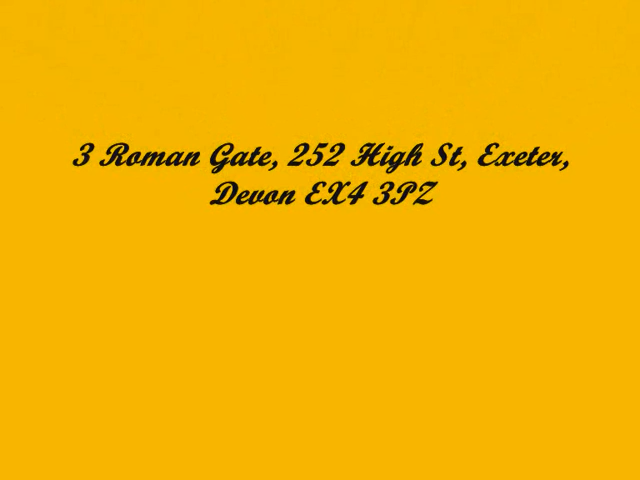 3 Roman Gate, 252 High St, Exeter,
Devon EX4 3PZ